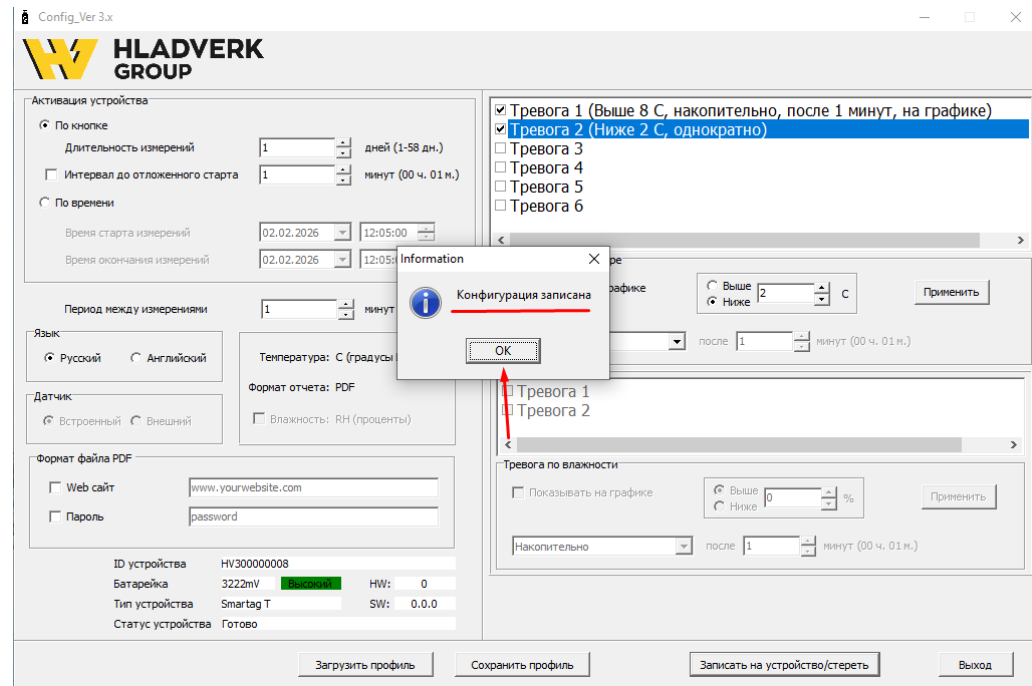 Config_Ver 3.x
HLADVERK
GROUP
Активация устройства
По кнопке
Длительность измерений 1 дней (1-58 дн.)
Интервал до отложенного старта 1 минут (00 ч. 01 м.)
По времени
Время старта измерений 02.02.2026 12:05:00
Время окончания измерений 02.02.2026 12:05:
Период между измерениями 1 минут
Язык
Русский Английский
Датчик
Встроенный Внешний
Температура: C (градусы
Формат отчета: PDF
Влажность: RH (проценты)
Формат файла PDF
Web сайт www.yourwebsite.com
Пароль password
ID устройства HV300000008
Батарейка 3222mV Высокий HW: 0
Тип устройства Smartag T SW: 0.0.0
Статус устройства Готово
Тревога 1 (Выше 8 C, накопительно, после 1 минут, на графике)
Тревога 2 (Ниже 2 C, однократно)
Тревога 3
Тревога 4
Тревога 5
Тревога 6
ре
афике
Выше
Ниже
2 C
Применить
после 1 минут (00 ч. 01 м.)
Information
Конфигурация записана
OK
Тревога 1
Тревога 2
Тревога по влажности
Показывать на графике
Выше
Ниже
0 %
Применить
Накопительно после 1 минут (00 ч. 01 м.)
Загрузить профиль Сохранить профиль Записать на устройство/стереть Выход